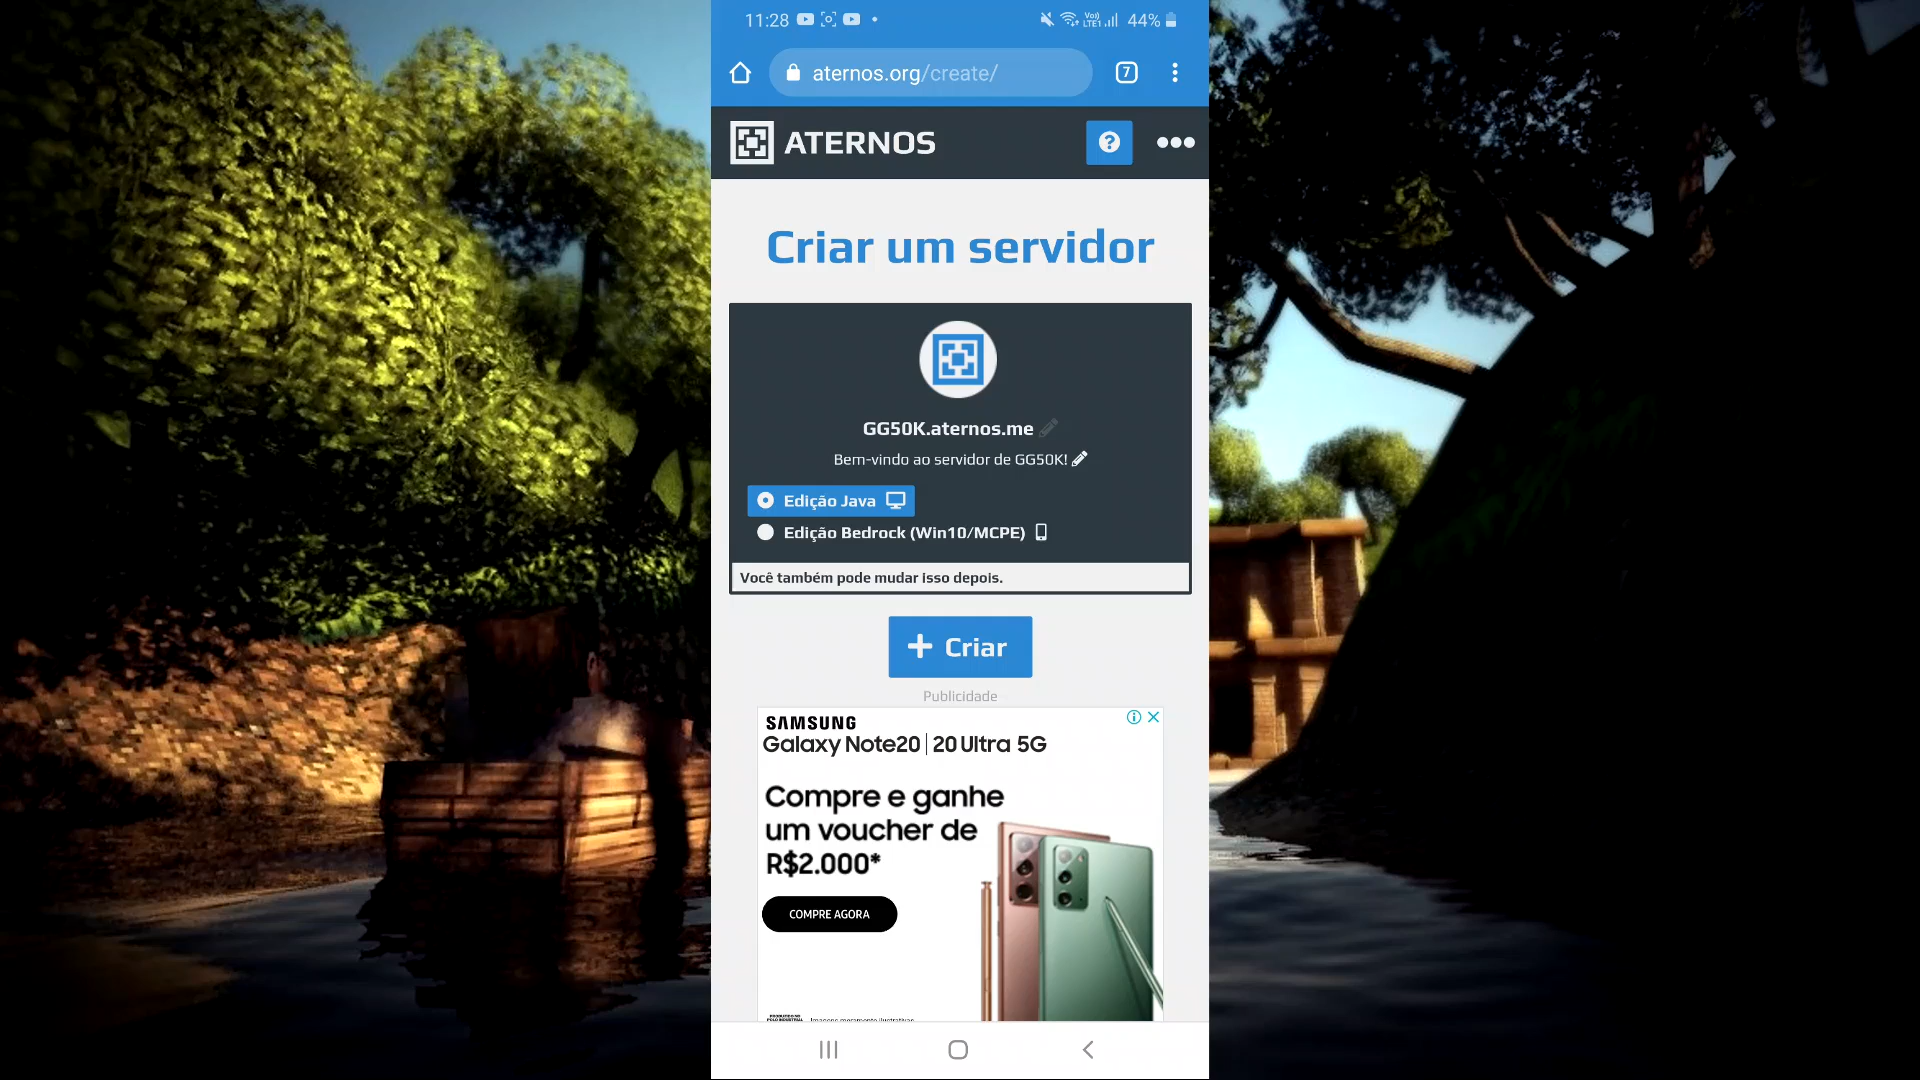 11:28
Vo))
LTE1
44%
aternos.org/create/
7
ATERNOS
?
Criar um servidor
GG50K.aternos.me
Bem-vindo ao servidor de GG50K!
Edição Java
Edição Bedrock (Win10/MCPE)
Você também pode mudar isso depois.
+ Criar
Publicidade
SAMSUNG
Galaxy Note20 | 20 Ultra 5G
Compre e ganhe
um voucher de
R$2.000*
COMPRE AGORA